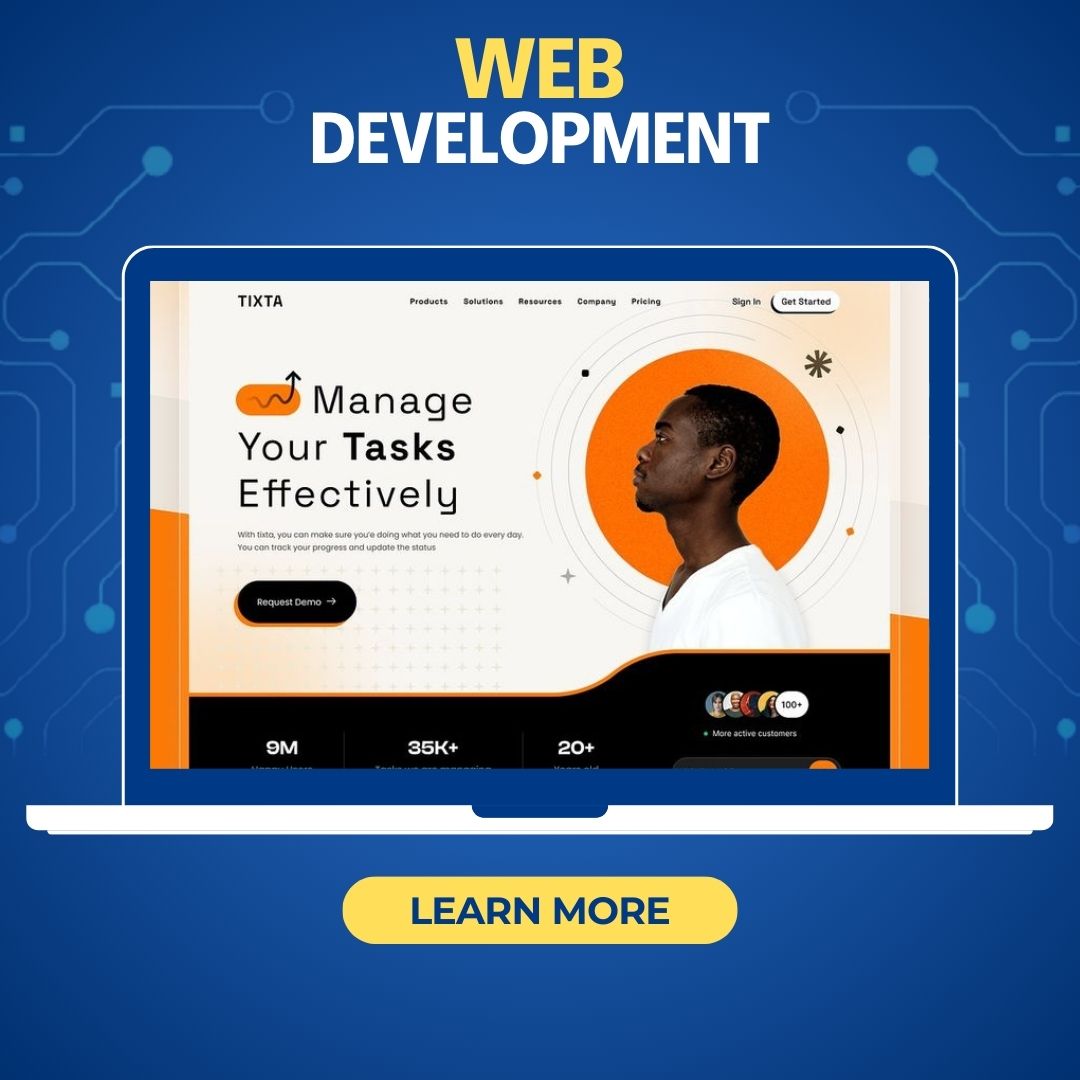 WEB
DEVELOPMENT
TIXTA
Products Solutions Resources Company Pricing
Sign In Get Started
Manage
Your Tasks
Effectively
With tixta, you can make sure you'e doing what you need to do every day.
You can track your progress and update the status
Request Demo →
100+
More active customers
9M 35K+ 20+
LEARN MORE